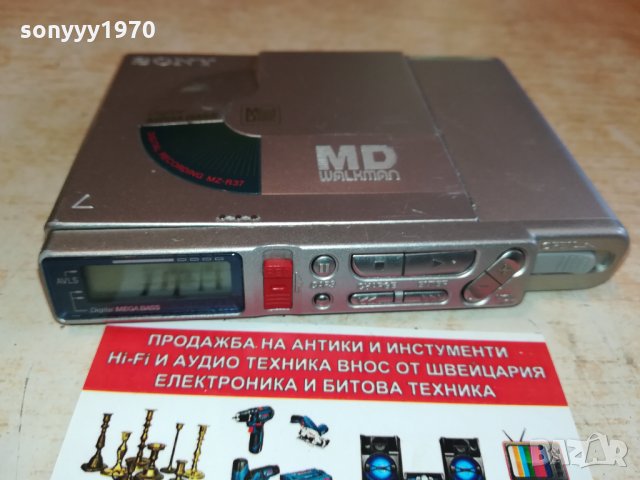 sonyyy1970
SONY
DIGITAL RECORDING MZ-R37
MD
WALKMAN
AVLS
Digital MEGA BASS
ПРОДАЖБА НА АНТИКИ И ИНСТУМЕНТИ
Hi-Fi И АУДИО ТЕХНИКА ВНОС ОТ ШВЕЙЦАРИЯ
ЕЛЕКТРОНИКА И БИТОВА ТЕХНИКА
BAZAR